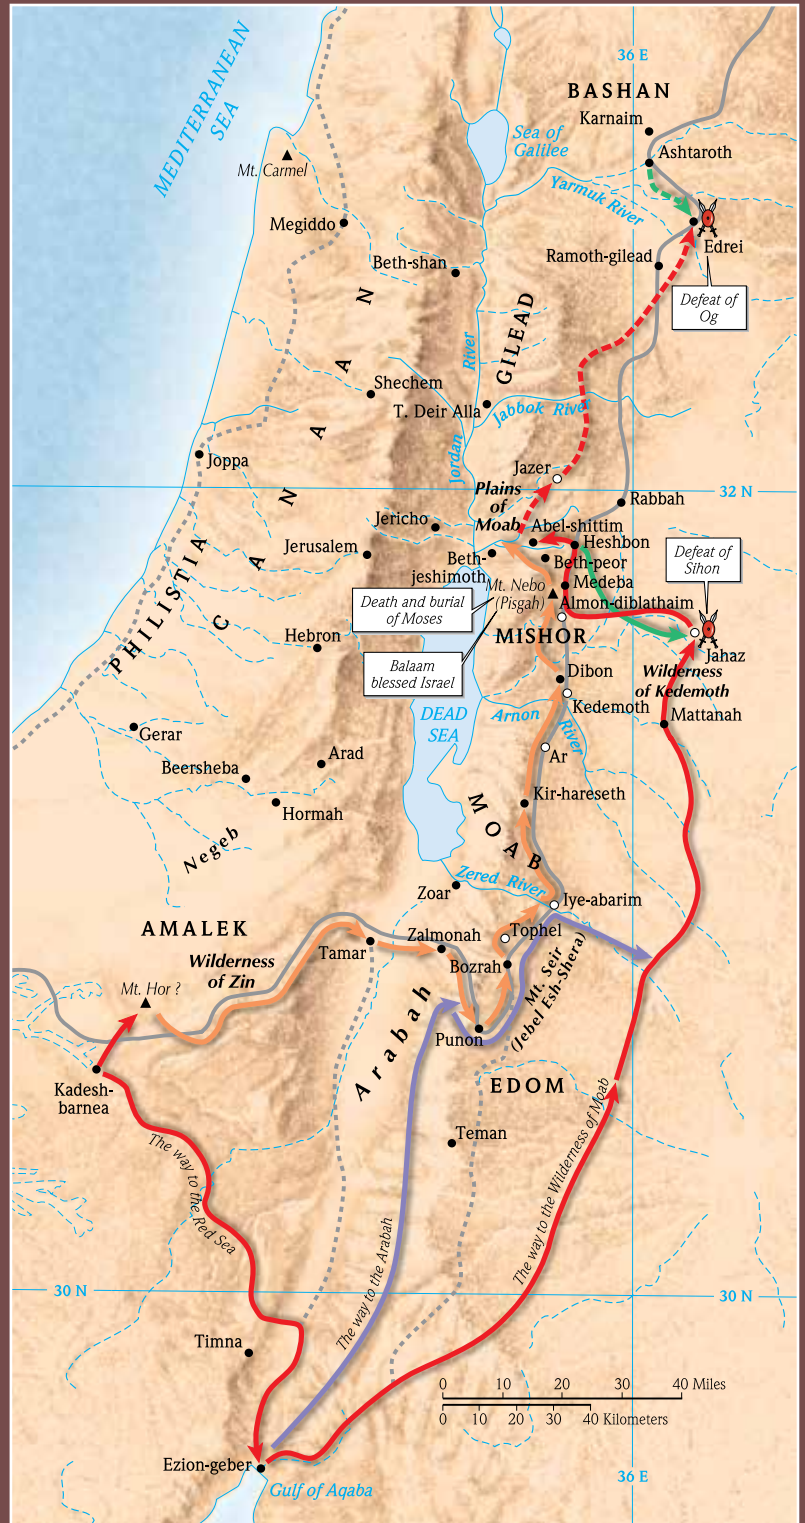 36 E
BASHAN
Karnaim
MEDITERRANEAN
SEA
Sea of
Galilee
Ashtaroth
Mt. Carmel
Yarmuk River
Megiddo
Edrei
Beth-shan
Ramoth-gilead
Defeat of
Og
CANAAN
GILEAD
River
Jordan
Shechem
T. Deir Alla
Jabbok River
Joppa
Jazer
Plains
of
Moab
32 N
Rabbah
Jericho
Abel-shittim
Heshbon
Jerusalem
Beth-
jeshimoth
Beth-peor
Defeat of
Sihon
PHILISTIA
Mt. Nebo
(Pisgah)
Medeba
Death and burial
of Moses
Almon-diblathaim
Hebron
MISHOR
Jahaz
Balaam
blessed Israel
Dibon
Wilderness
of Kedemoth
Kedemoth
DEAD
SEA
Arnon
River
Mattanah
Gerar
Arad
Ar
Beersheba
Hormah
Kir-hareseth
MOAB
Negeb
Zered River
Zoar
Iye-abarim
AMALEK
Zalmonah
Tophel
Wilderness
of Zin
Tamar
Bozrah
Mt. Hor ?
Mt. Seir
(Jebel Esh-Shera)
Arabah
Punon
Kadesh-
barnea
EDOM
Teman
The way to the Red Sea
The way to the Arabah
The way to the Wilderness of Moab
30 N
30 N
Timna
0 10 20 30 40 Miles
0 10 20 30 40 Kilometers
Ezion-geber
36 E
Gulf of Aqaba